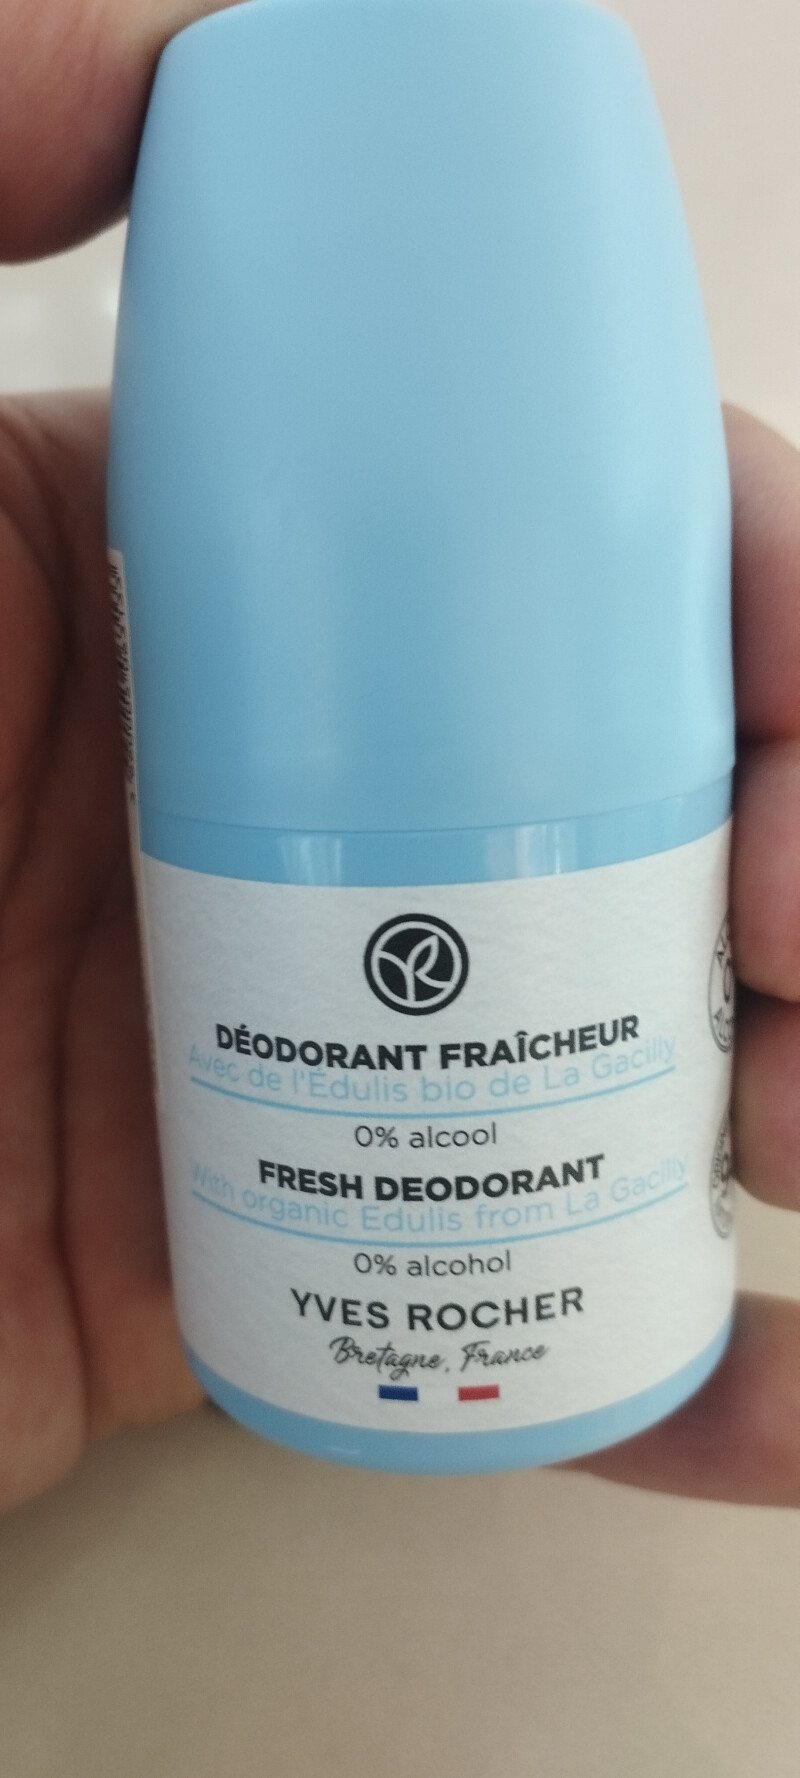 DÉODORANT FRAÎCHEUR
Avec de l'Édulis bio de La Gacilly
0% alcool
FRESH DEODORANT
With organic Edulis from La Gacilly
0% alcohol
YVES ROCHER
Bretagne, France